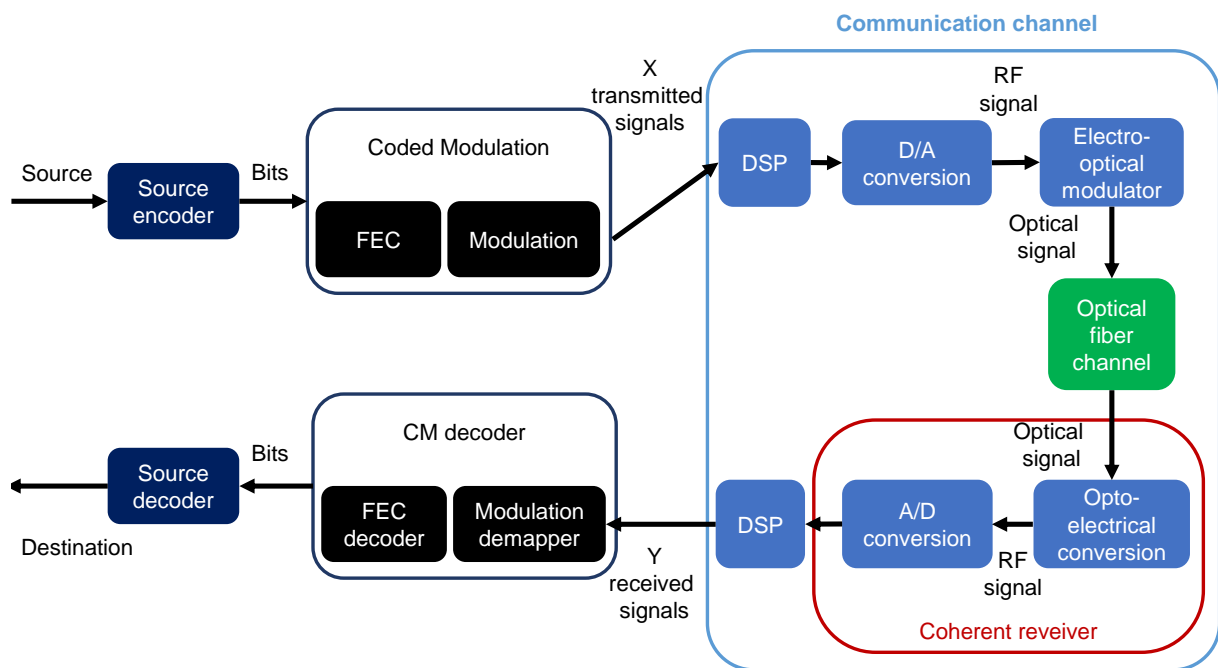 Communication channel
X
transmitted
signals
RF
signal
Coded Modulation
DSP
D/A
conversion
Electro-
optical
modulator
Source
Bits
Source
encoder
FEC
Modulation
Optical
signal
Optical
fiber
channel
CM decoder
Optical
signal
Bits
Source
decoder
FEC
decoder
Modulation
demapper
DSP
A/D
conversion
Opto-
electrical
conversion
Destination
Y
received
signals
RF
signal
Coherent reveiver